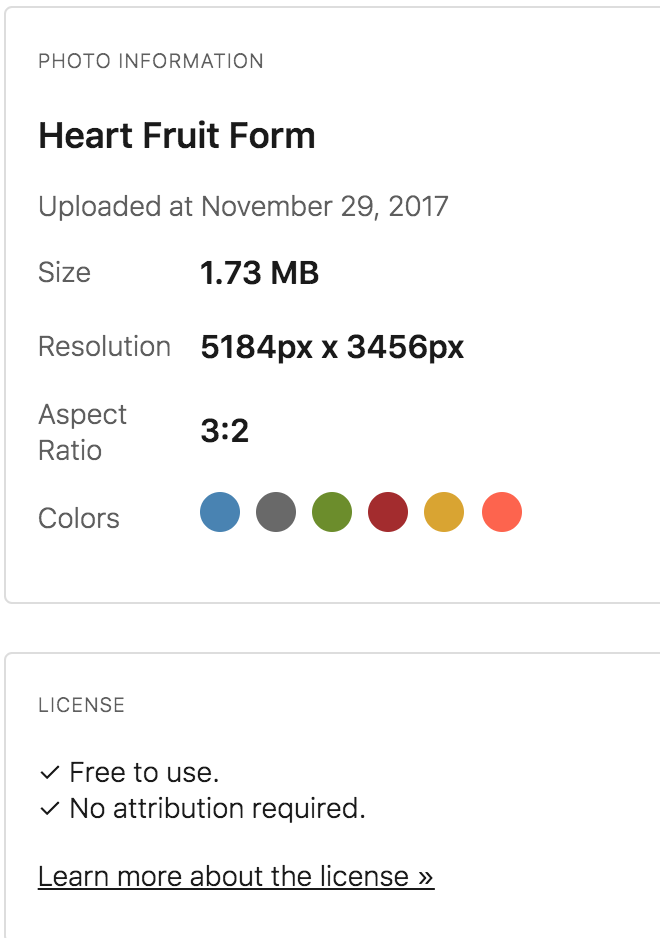 PHOTO INFORMATION
Heart Fruit Form
Uploaded at November 29, 2017
Size 1.73 MB
Resolution 5184px x 3456px
Aspect
Ratio
3:2
Colors
LICENSE
✓ Free to use.
✓ No attribution required.
Learn more about the license »